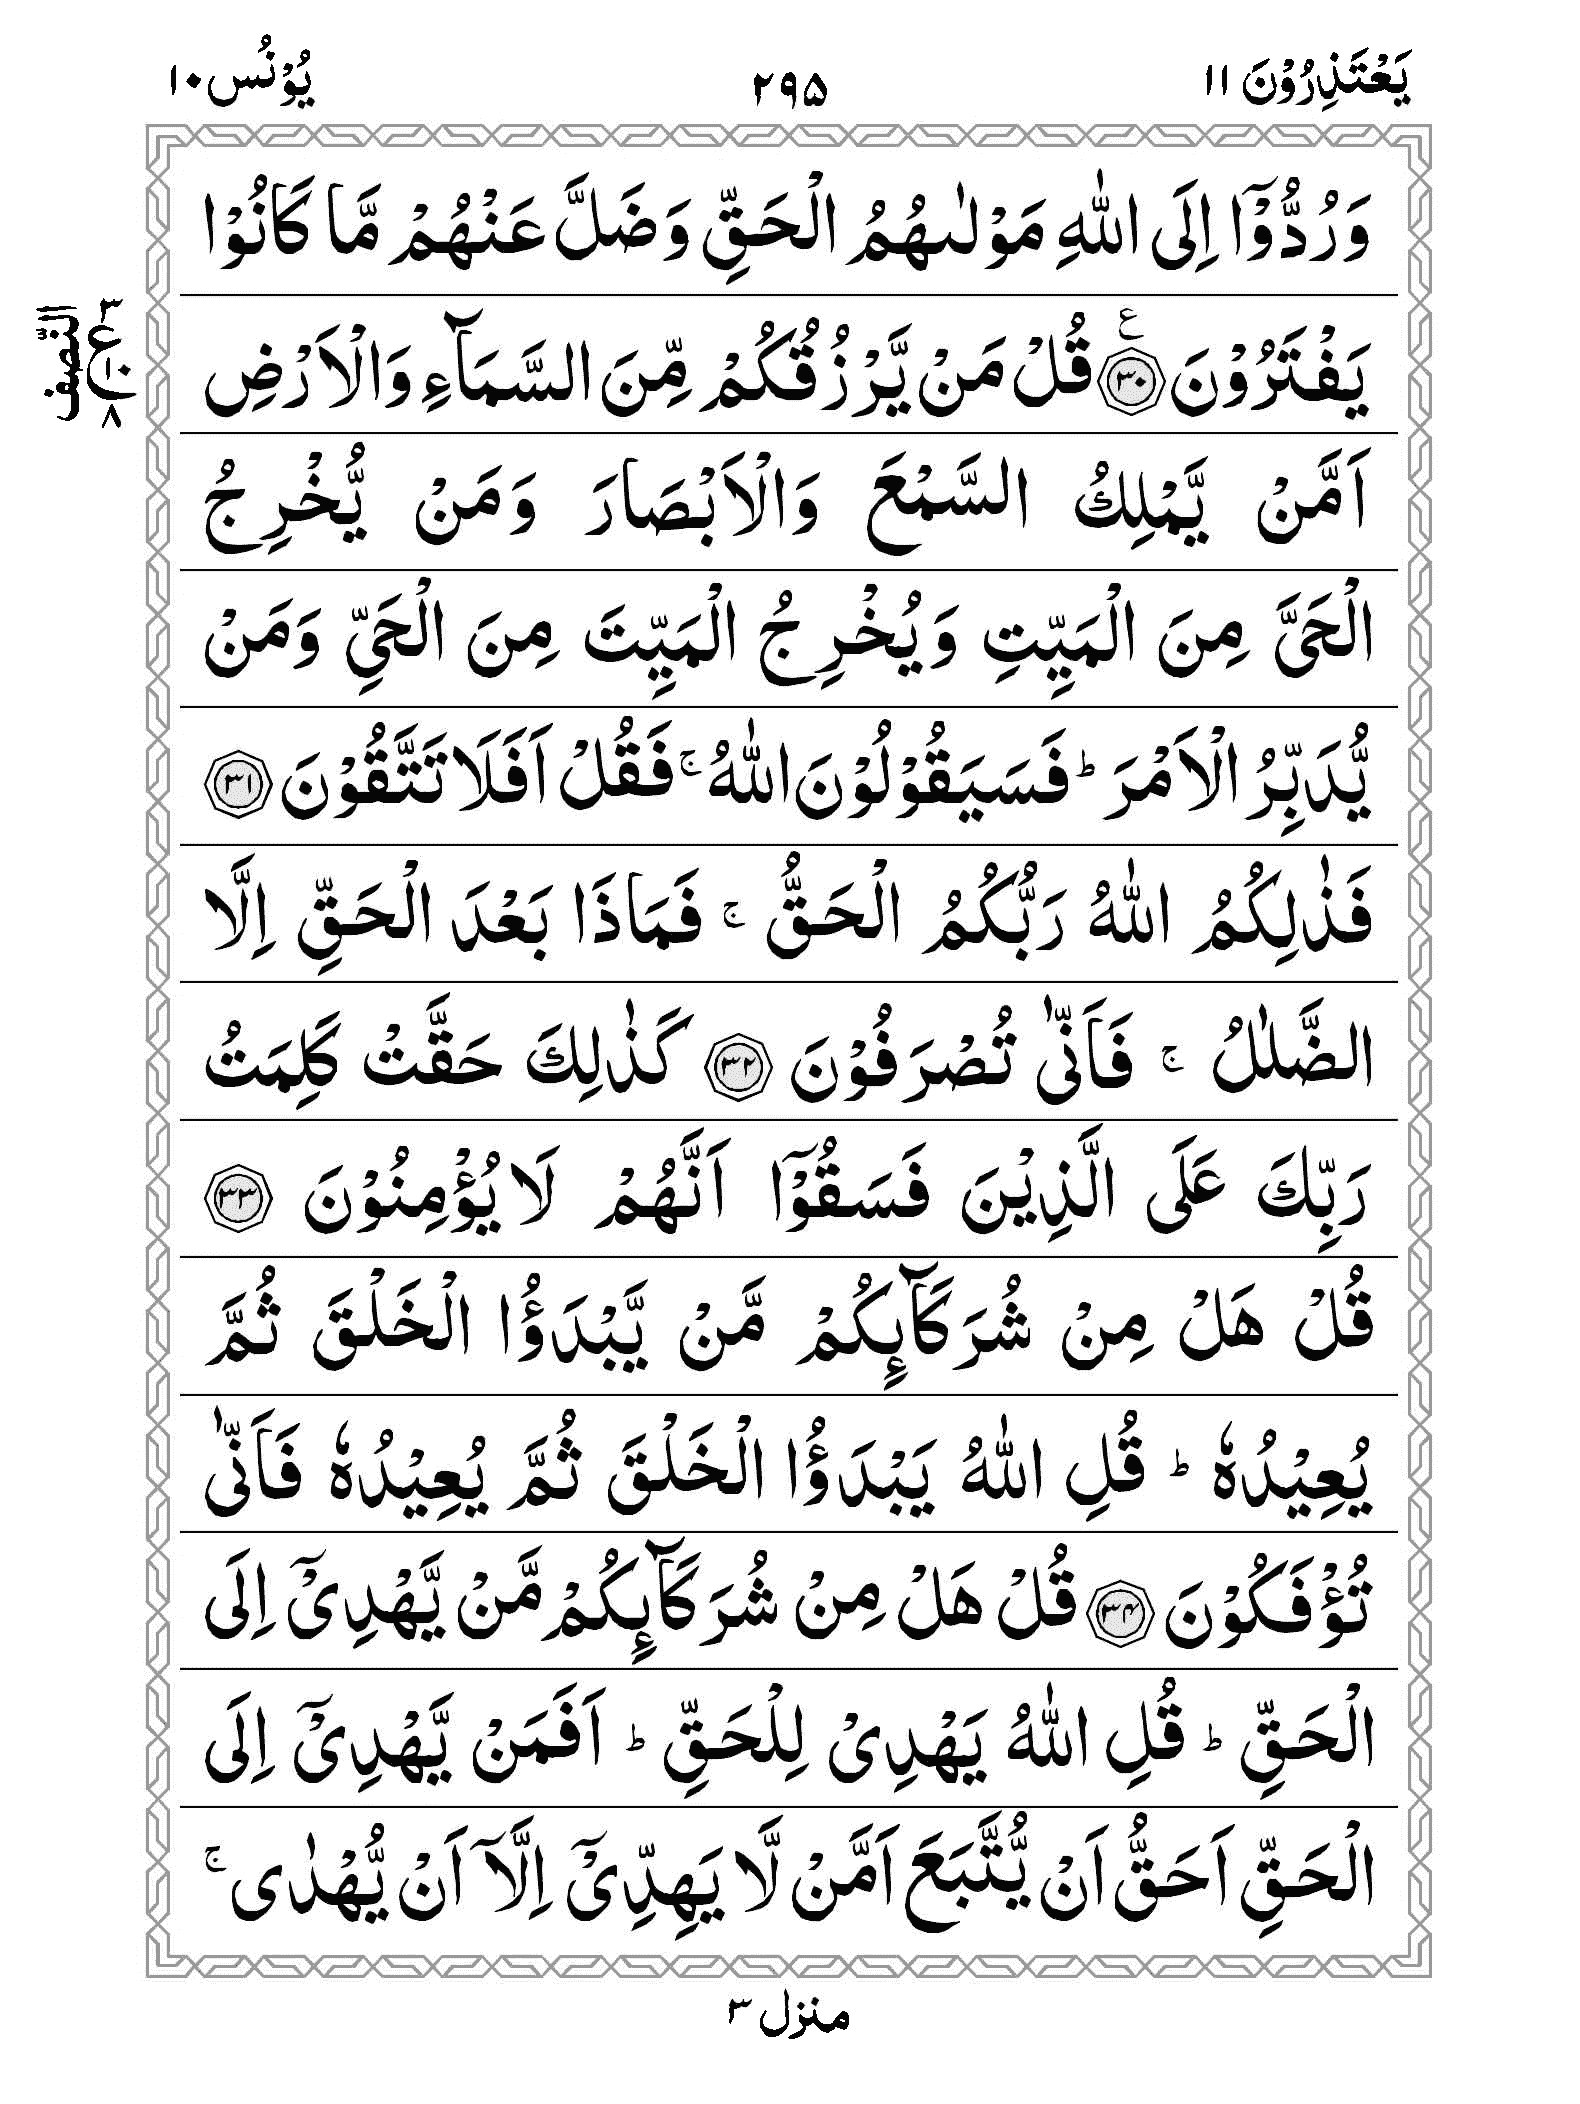 يَعْتَذِرُوْنَ ١١
٢٩٥
يُوْنُس ١٠
وَرُدُّوْۤا اِلَى اللّٰهِ مَوْلٰىهُمُ الْحَقِّ وَضَلَّ عَنْهُمْ مَّا كَانُوْا
يَفْتَرُوْنَ ﴿٣٠﴾ ع قُلْ مَنْ يَّرْزُقُكُمْ مِّنَ السَّمَآءِ وَالْاَرْضِ
اَمَّنْ يَّمْلِكُ السَّمْعَ وَالْاَبْصَارَ وَمَنْ يُّخْرِجُ
الْحَىَّ مِنَ الْمَيِّتِ وَيُخْرِجُ الْمَيِّتَ مِنَ الْحَىِّ وَمَنْ
يُّدَبِّرُ الْاَمْرَ ؕ فَسَيَقُوْلُوْنَ اللّٰهُ ۚ فَقُلْ اَفَلَا تَتَّقُوْنَ ﴿٣١﴾
فَذٰلِكُمُ اللّٰهُ رَبُّكُمُ الْحَقُّ ۚ فَمَاذَا بَعْدَ الْحَقِّ اِلَّا
الضَّلٰلُ ۚ فَاَنّٰى تُصْرَفُوْنَ ﴿٣٢﴾ كَذٰلِكَ حَقَّتْ كَلِمَتُ
رَبِّكَ عَلَى الَّذِيْنَ فَسَقُوْۤا اَنَّهُمْ لَا يُؤْمِنُوْنَ ﴿٣٣﴾
قُلْ هَلْ مِنْ شُرَكَآئِكُمْ مَّنْ يَّبْدَؤُا الْخَلْقَ ثُمَّ
يُعِيْدُهٗ ؕ قُلِ اللّٰهُ يَبْدَؤُا الْخَلْقَ ثُمَّ يُعِيْدُهٗ فَاَنّٰى
تُؤْفَكُوْنَ ﴿٣٤﴾ قُلْ هَلْ مِنْ شُرَكَآئِكُمْ مَّنْ يَّهْدِىْۤ اِلَى
الْحَقِّ ؕ قُلِ اللّٰهُ يَهْدِىْ لِلْحَقِّ ؕ اَفَمَنْ يَّهْدِىْۤ اِلَى
الْحَقِّ اَحَقُّ اَنْ يُّتَّبَعَ اَمَّنْ لَّا يَهِدِّىْۤ اِلَّاۤ اَنْ يُّهْدٰى ۚ
النّصف
٣
ع
١٠
٨
منزل ٣